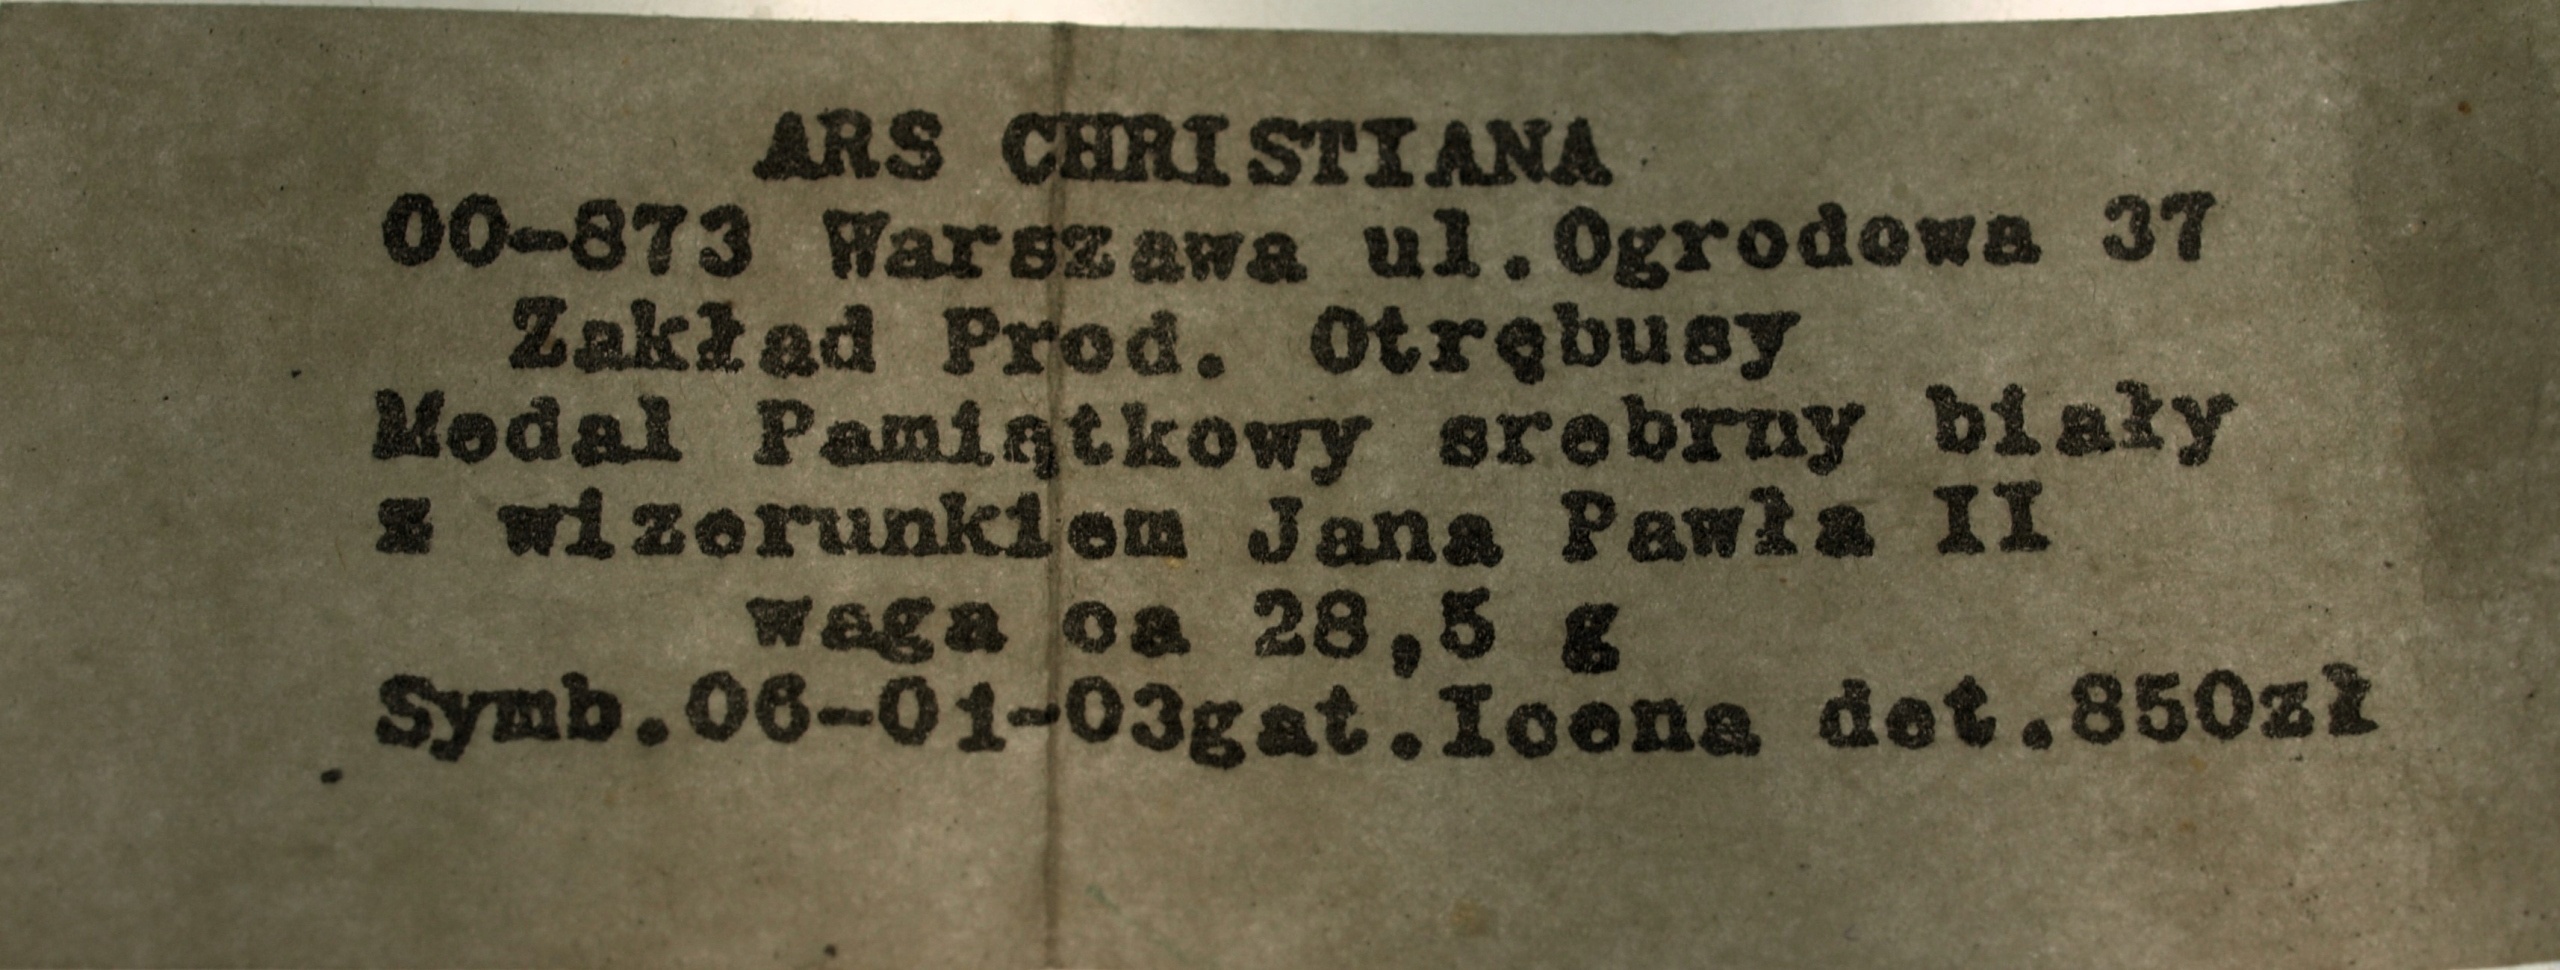 ARS CHRISTIANA
00-873 Warszawa ul.Ogrodowa 37
Zakład Prod. Otrębusy
Medal Pamiątkowy srebrny biały
z wizerunkiem Jana Pawła II
waga ca 28,5 g
Symb.06-01-03gat.Icena det.850zł